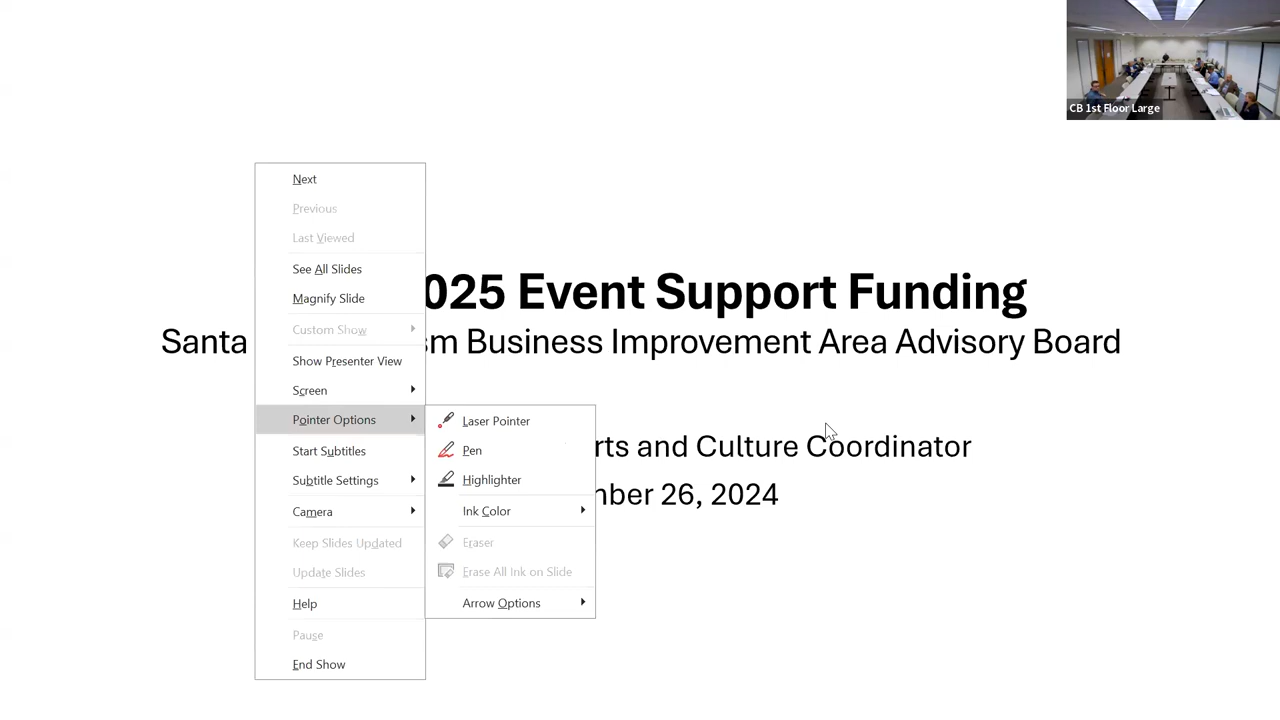 CB 1st Floor Large
Next
Previous
Last Viewed
See All Slides
Magnify Slide
Custom Show
Show Presenter View
Screen
Pointer Options
Start Subtitles
Subtitle Settings
Camera
Keep Slides Updated
Update Slides
Help
Pause
End Show
Laser Pointer
Pen
Highlighter
Ink Color
Eraser
Erase All Ink on Slide
Arrow Options
025 Event Support Funding
Santa sm Business Improvement Area Advisory Board
rts and Culture Coordinator
ber 26, 2024